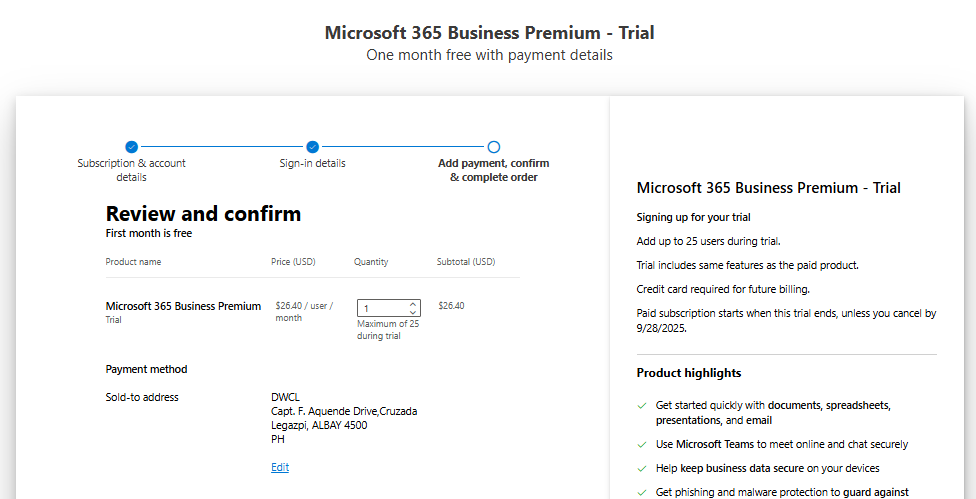 Microsoft 365 Business Premium - Trial
One month free with payment details
Subscription & account
details
Sign-in details
Add payment, confirm
& complete order
Review and confirm
First month is free
Product name Price (USD) Quantity Subtotal (USD)
Microsoft 365 Business Premium
Trial
$26.40 / user /
month
1
Maximum of 25
during trial
$26.40
Payment method
Sold-to address
DWCL
Capt. F. Aquende Drive,Cruzada
Legazpi, ALBAY 4500
PH
Edit
Microsoft 365 Business Premium - Trial
Signing up for your trial
Add up to 25 users during trial.
Trial includes same features as the paid product.
Credit card required for future billing.
Paid subscription starts when this trial ends, unless you cancel by
9/28/2025.
Product highlights
Get started quickly with documents, spreadsheets,
presentations, and email
Use Microsoft Teams to meet online and chat securely
Help keep business data secure on your devices
Get phishing and malware protection to guard against